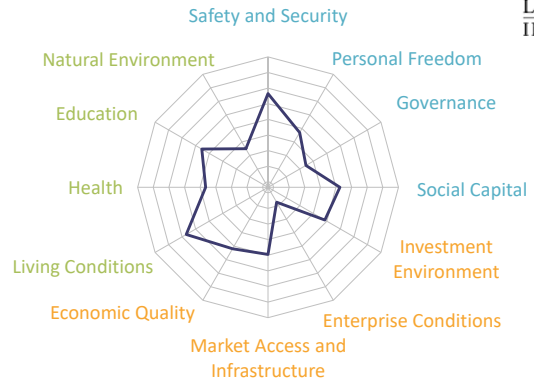 Safety and Security
Natural Environment
Personal Freedom
Education
Governance
Health
Social Capital
Investment
Environment
Living Conditions
Economic Quality
Enterprise Conditions
Market Access and
Infrastructure